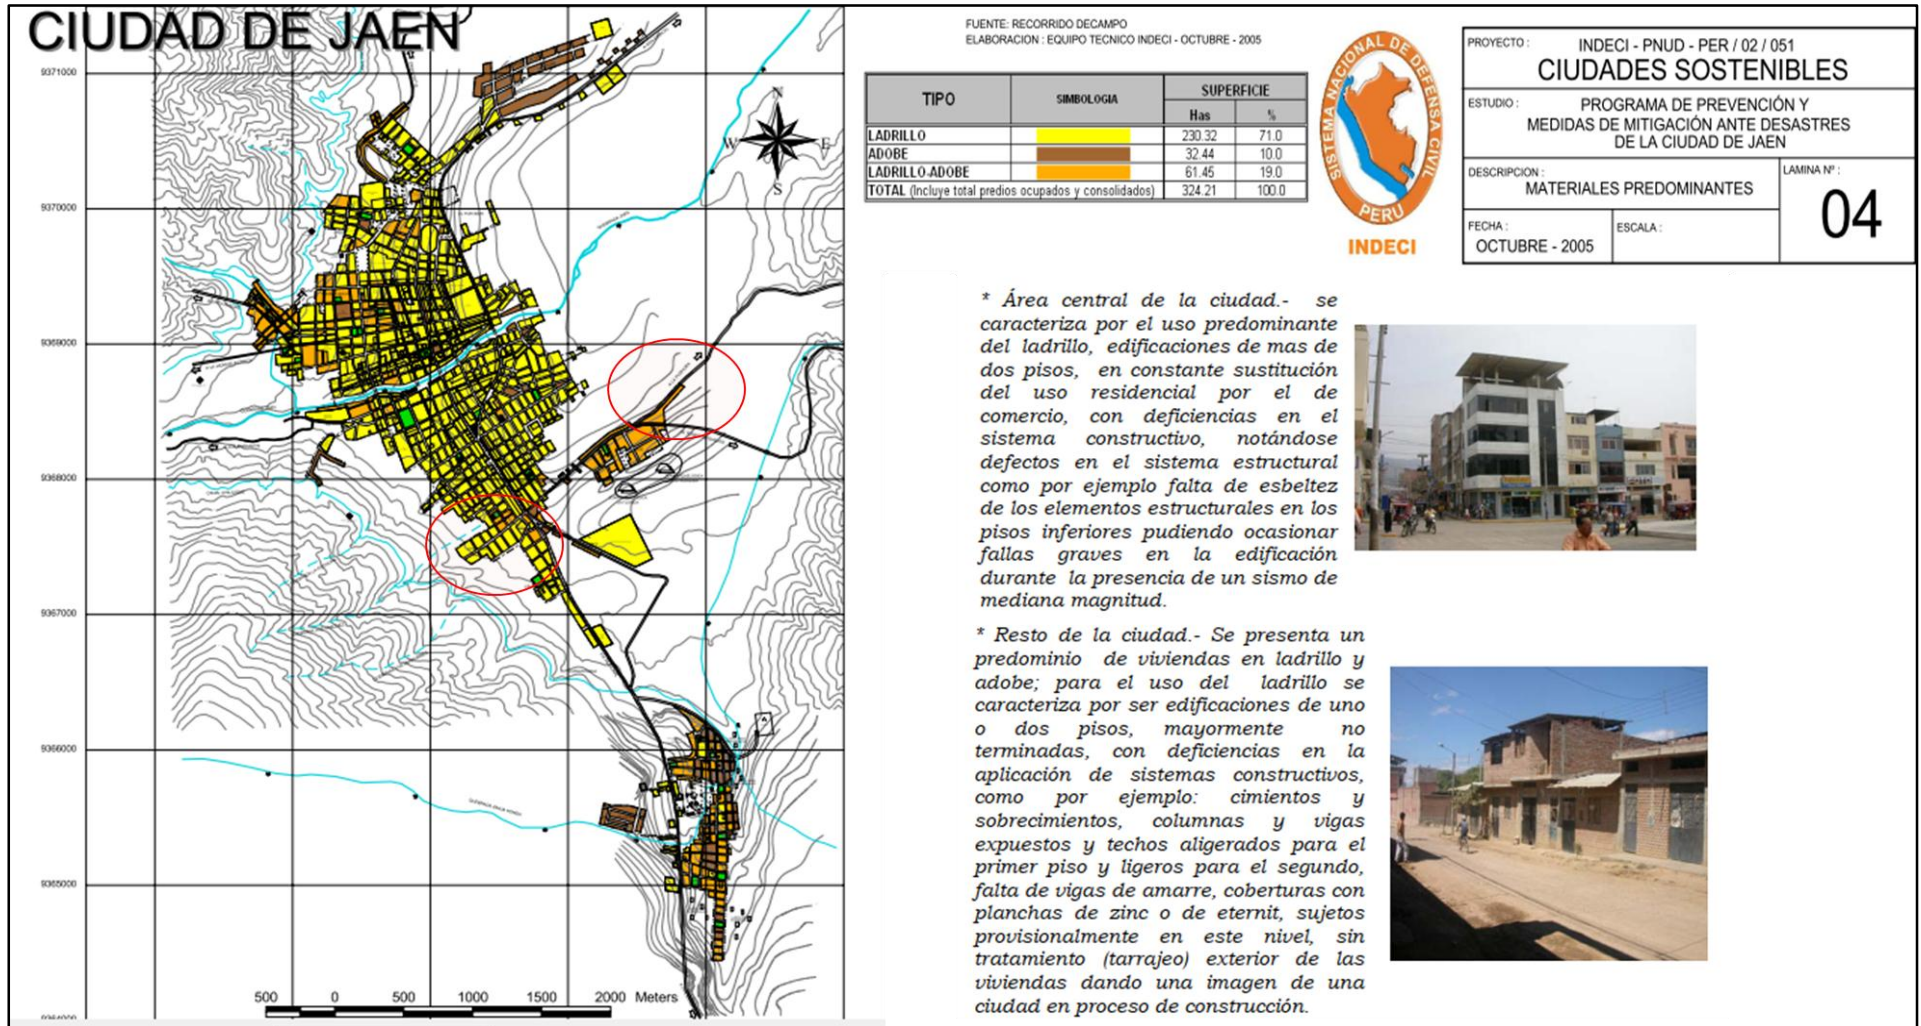 CIUDAD DE JAEN
9371000
9370000
9369000
9368000
9367000
9366000
9365000
9364000
N
W
E
S
500 0 500 1000 1500 2000 Meters
FUENTE: RECORRIDO DECAMPO
ELABORACION : EQUIPO TECNICO INDECI - OCTUBRE - 2005
TIPO SIMBOLOGIA SUPERFICIE
Has %
LADRILLO 230.32 71.0
ADOBE 32.44 10.0
LADRILLO-ADOBE 61.45 19.0
TOTAL (Incluye total predios ocupados y consolidados) 324.21 100.0
SISTEMA NACIONAL DE DEFENSA CIVIL
PERU
INDECI
PROYECTO : INDECI - PNUD - PER / 02 / 051
CIUDADES SOSTENIBLES
ESTUDIO : PROGRAMA DE PREVENCIÓN Y
MEDIDAS DE MITIGACIÓN ANTE DESASTRES
DE LA CIUDAD DE JAEN
DESCRIPCION :
MATERIALES PREDOMINANTES
LAMINA Nº :
04
FECHA :
OCTUBRE - 2005
ESCALA :
* Área central de la ciudad.- se
caracteriza por el uso predominante
del ladrillo, edificaciones de mas de
dos pisos, en constante sustitución
del uso residencial por el de
comercio, con deficiencias en el
sistema constructivo, notándose
defectos en el sistema estructural
como por ejemplo falta de esbeltez
de los elementos estructurales en los
pisos inferiores pudiendo ocasionar
fallas graves en la edificación
durante la presencia de un sismo de
mediana magnitud.
* Resto de la ciudad.- Se presenta un
predominio de viviendas en ladrillo y
adobe; para el uso del ladrillo se
caracteriza por ser edificaciones de uno
o dos pisos, mayormente no
terminadas, con deficiencias en la
aplicación de sistemas constructivos,
como por ejemplo: cimientos y
sobrecimientos, columnas y vigas
expuestos y techos aligerados para el
primer piso y ligeros para el segundo,
falta de vigas de amarre, coberturas con
planchas de zinc o de eternit, sujetos
provisionalmente en este nivel, sin
tratamiento (tarrajeo) exterior de las
viviendas dando una imagen de una
ciudad en proceso de construcción.